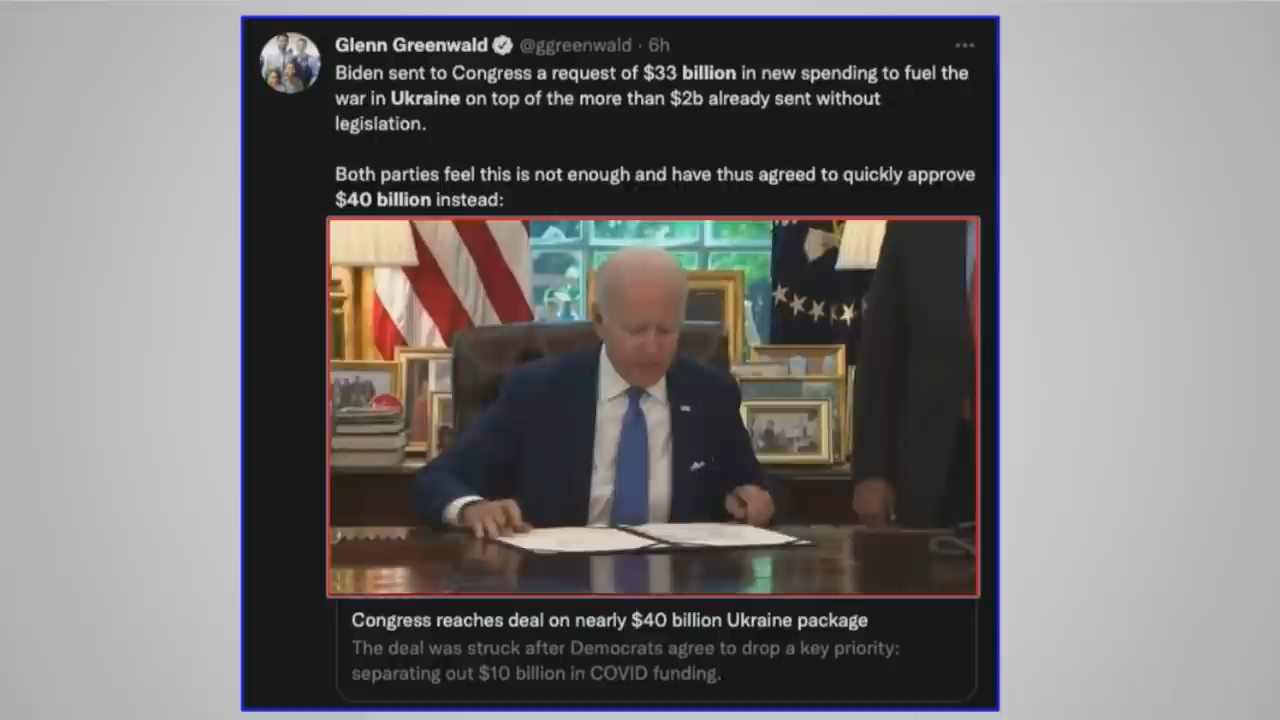 Glenn Greenwald @ggreenwald · 6h
Biden sent to Congress a request of $33 billion in new spending to fuel the
war in Ukraine on top of the more than $2b already sent without
legislation.
Both parties feel this is not enough and have thus agreed to quickly approve
$40 billion instead:
Congress reaches deal on nearly $40 billion Ukraine package
The deal was struck after Democrats agree to drop a key priority:
separating out $10 billion in COVID funding.